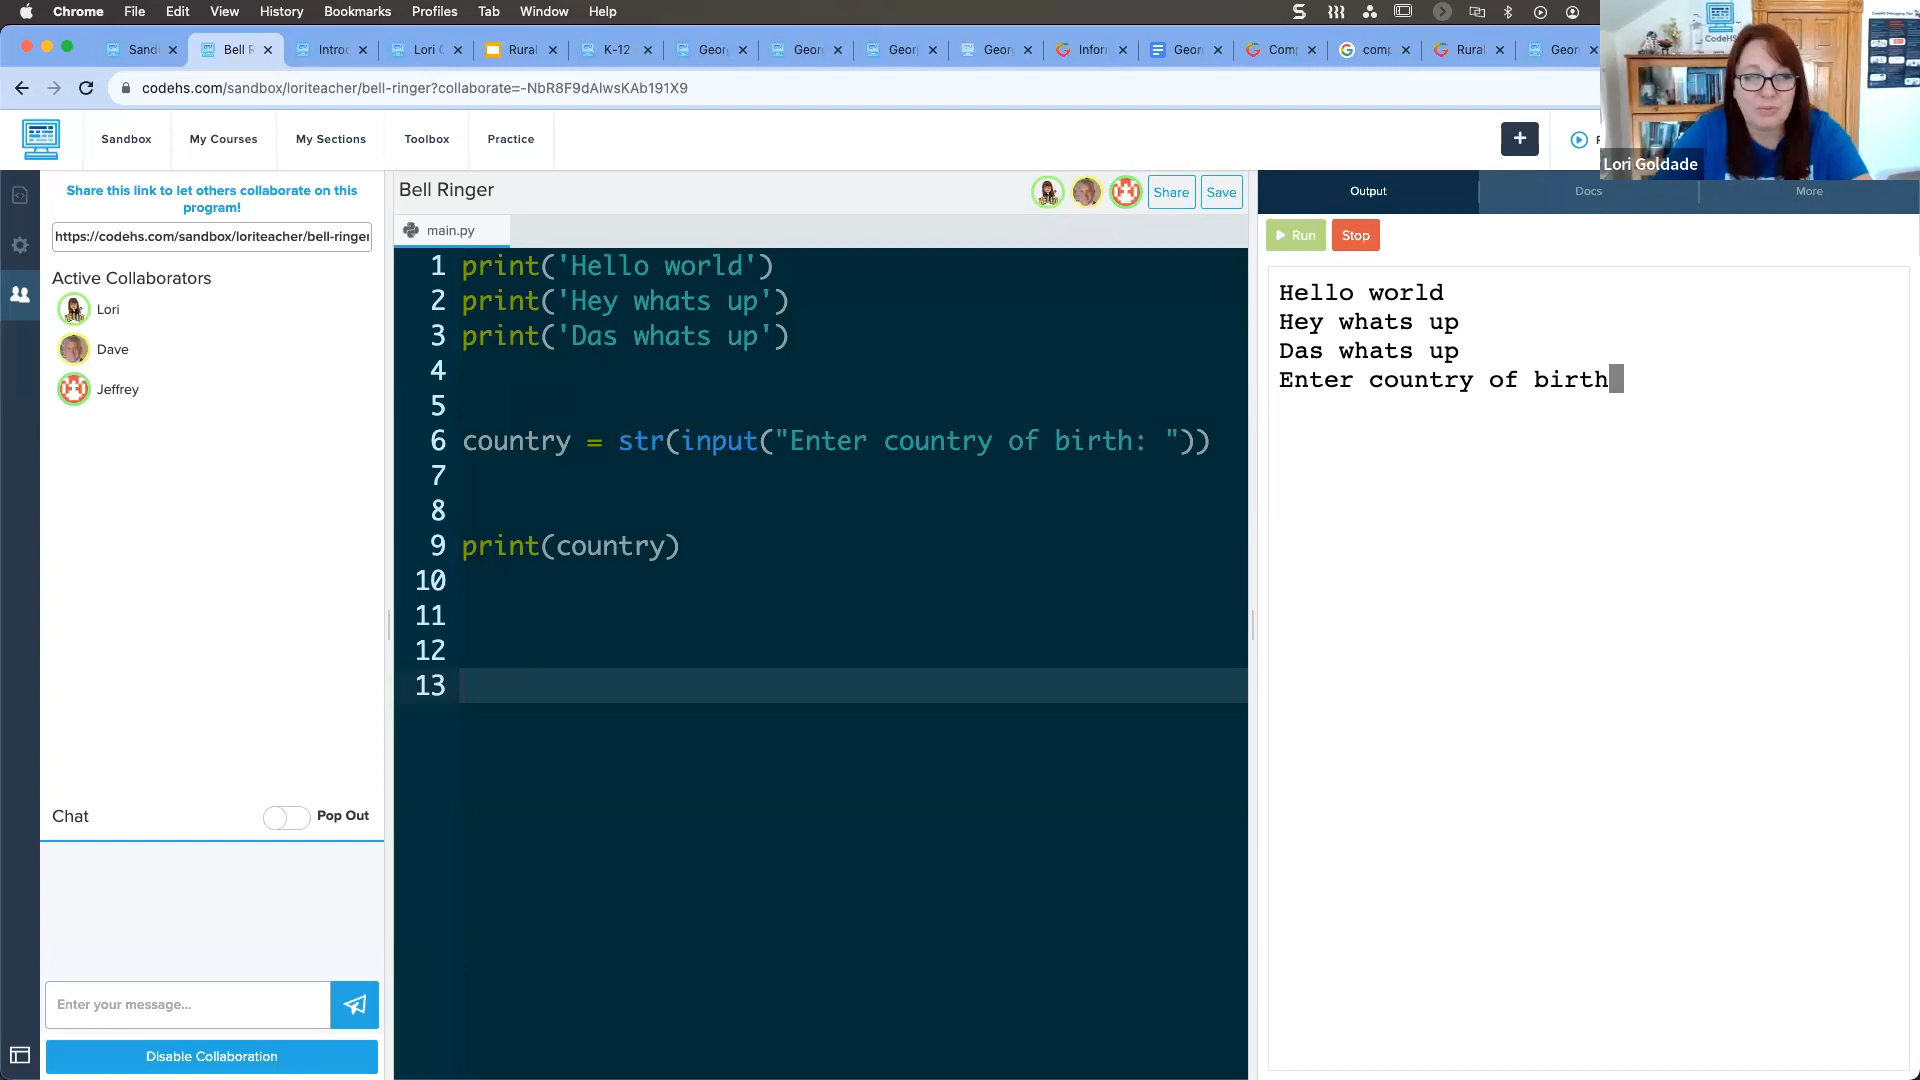 Chrome File Edit View History Bookmarks Profiles Tab Window Help
Bell R
Lori
Rural
K-12
codehs.com/sandbox/loriteacher/bell-ringer?collaborate=-NbR8F9dAlwsKAb191X9
Sandbox My Courses My Sections Toolbox Practice
+
CodeHS
Lori Goldade
Share this link to let others collaborate on this
program!
https://codehs.com/sandbox/loriteacher/bell-ringer
Active Collaborators
Lori
Dave
Jeffrey
Chat
Pop Out
Enter your message...
Disable Collaboration
Bell Ringer
Share Save
main.py
1 print('Hello world')
2 print('Hey whats up')
3 print('Das whats up')
4
5
6 country = str(input("Enter country of birth: "))
7
8
9 print(country)
10
11
12
13
Output Docs More
Run Stop
Hello world
Hey whats up
Das whats up
Enter country of birth